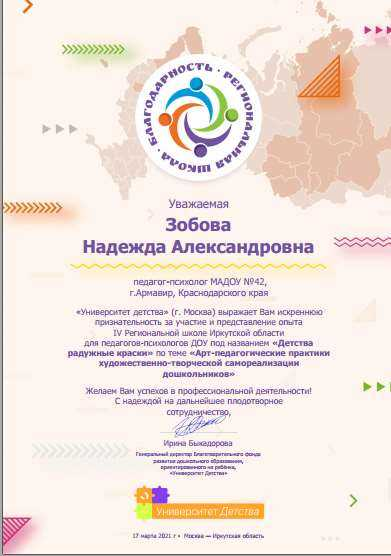 БЛАГОДАРНОСТЬ • РЕГИОНАЛЬНАЯ ШКОЛА •
Уважаемая
Зобова
Надежда Александровна
педагог-психолог МАДОУ №42,
г.Армавир, Краснодарского края
«Университет детства» (г. Москва) выражает Вам искреннюю
признательность за участие и представление опыта
IV Региональной школе Иркутской области
для педагогов-психологов ДОУ под названием «Детства
радужные краски» по теме «Арт-педагогические практики
художественно-творческой самореализации
дошкольников»
Желаем Вам успехов в профессиональной деятельности!
С надеждой на дальнейшее плодотворное
сотрудничество,
Ирина Быкадорова
Генеральный директор Благотворительного фонда
развития дошкольного образования,
ориентированного на ребёнка,
«Университет Детства»
Университет Детства
17 марта 2021 г • Москва — Иркутская область